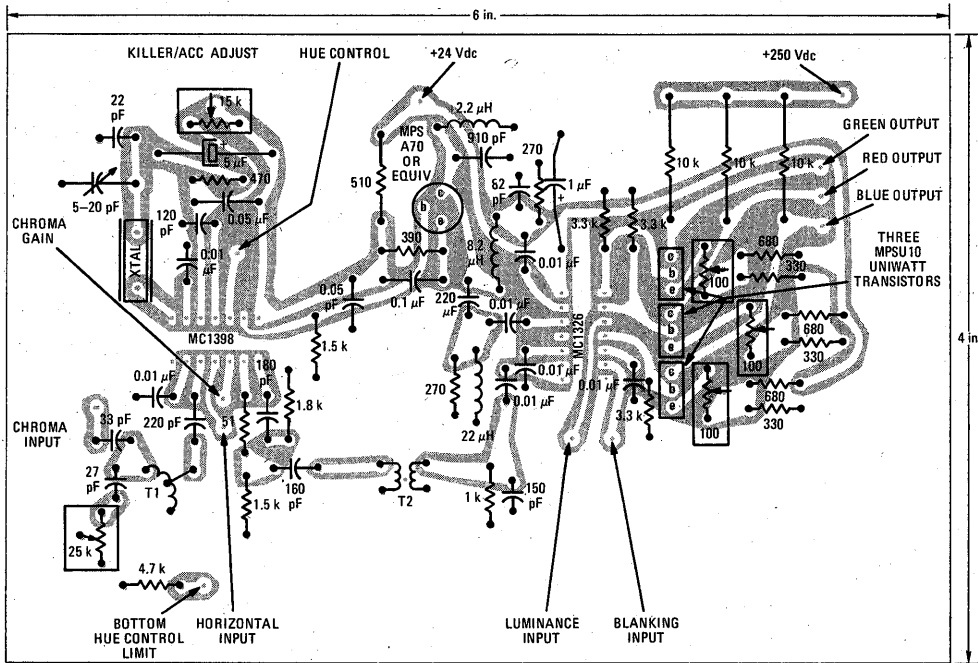 6 in.
KILLER/ACC ADJUST
HUE CONTROL
+24 Vdc
+250 Vdc
22
pF
15 k
+
5 µF
470
0.05 µF
5–20 pF
120
pF
0.01
µF
XTAL
CHROMA
GAIN
MPS
A70
OR
EQUIV
2.2 µH
910 pF
510
c
b
e
62
pF
270
1 µF
+
3.3 k
3.3 k
10 k
10 k
10 k
GREEN OUTPUT
RED OUTPUT
BLUE OUTPUT
THREE
MPSU10
UNIWATT
TRANSISTORS
390
8.2
µH
0.01 µF
0.1 µF
0.05
pF
220
µF
0.01 µF
c
b
e
100
680
330
MC1398
1.5 k
MC1326
c
b
e
100
680
330
4 in.
0.01 µF
180
pF
1.8 k
270
22 µH
0.01 µF
0.01 µF
0.01 µF
3.3 k
c
b
e
100
680
330
CHROMA
INPUT
33 pF
220 pF
51
27
pF
T1
1.5 k
160
pF
T2
1 k
150
pF
25 k
4.7 k
BOTTOM
HUE CONTROL
LIMIT
HORIZONTAL
INPUT
LUMINANCE
INPUT
BLANKING
INPUT